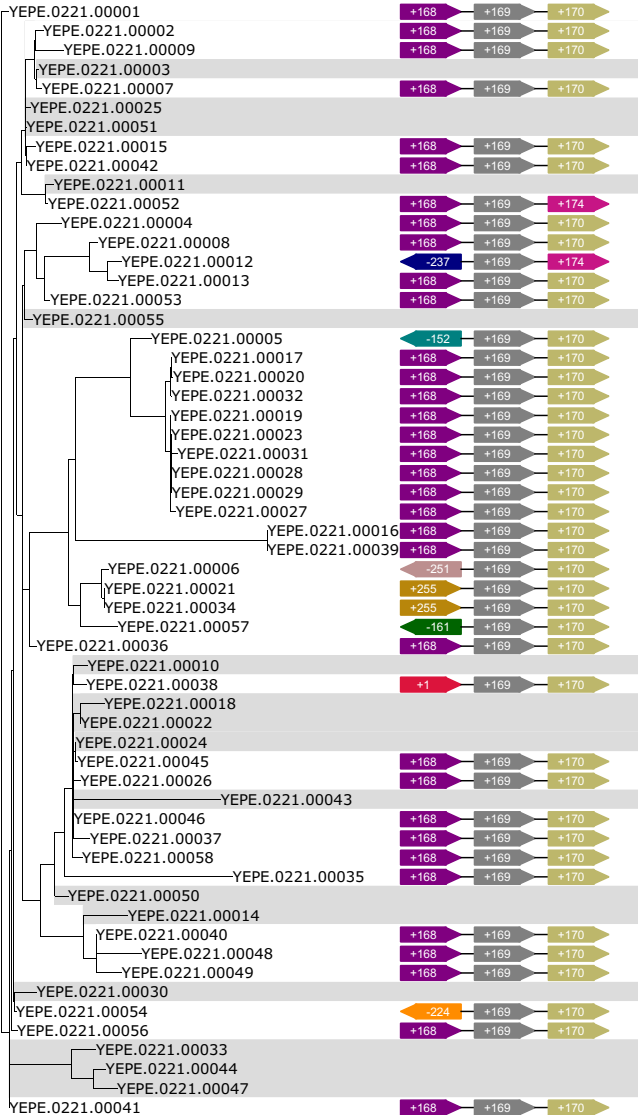 YEPE.0221.00001 +168 +169 +170
YEPE.0221.00002 +168 +169 +170
YEPE.0221.00009 +168 +169 +170
YEPE.0221.00003
YEPE.0221.00007 +168 +169 +170
YEPE.0221.00025
YEPE.0221.00051
YEPE.0221.00015 +168 +169 +170
YEPE.0221.00042 +168 +169 +170
YEPE.0221.00011
YEPE.0221.00052 +168 +169 +174
YEPE.0221.00004 +168 +169 +170
YEPE.0221.00008 +168 +169 +170
YEPE.0221.00012 -237 +169 +174
YEPE.0221.00013 +168 +169 +170
YEPE.0221.00053 +168 +169 +170
YEPE.0221.00055
YEPE.0221.00005 -152 +169 +170
YEPE.0221.00017 +168 +169 +170
YEPE.0221.00020 +168 +169 +170
YEPE.0221.00032 +168 +169 +170
YEPE.0221.00019 +168 +169 +170
YEPE.0221.00023 +168 +169 +170
YEPE.0221.00031 +168 +169 +170
YEPE.0221.00028 +168 +169 +170
YEPE.0221.00029 +168 +169 +170
YEPE.0221.00027 +168 +169 +170
YEPE.0221.00016 +168 +169 +170
YEPE.0221.00039 +168 +169 +170
YEPE.0221.00006 -251 +169 +170
YEPE.0221.00021 +255 +169 +170
YEPE.0221.00034 +255 +169 +170
YEPE.0221.00057 -161 +169 +170
YEPE.0221.00036 +168 +169 +170
YEPE.0221.00010
YEPE.0221.00038 +1 +169 +170
YEPE.0221.00018
YEPE.0221.00022
YEPE.0221.00024
YEPE.0221.00045 +168 +169 +170
YEPE.0221.00026 +168 +169 +170
YEPE.0221.00043
YEPE.0221.00046 +168 +169 +170
YEPE.0221.00037 +168 +169 +170
YEPE.0221.00058 +168 +169 +170
YEPE.0221.00035 +168 +169 +170
YEPE.0221.00050
YEPE.0221.00014
YEPE.0221.00040 +168 +169 +170
YEPE.0221.00048 +168 +169 +170
YEPE.0221.00049 +168 +169 +170
YEPE.0221.00030
YEPE.0221.00054 -224 +169 +170
YEPE.0221.00056 +168 +169 +170
YEPE.0221.00033
YEPE.0221.00044
YEPE.0221.00047
YEPE.0221.00041 +168 +169 +170